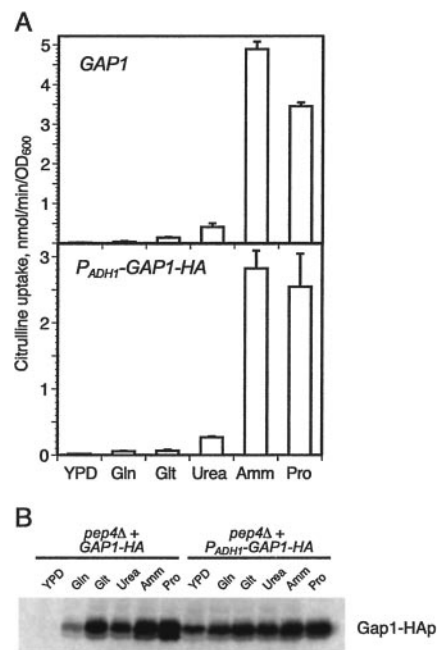 A
GAP1
5
4
3
2
1
Citrulline uptake, nmol/min/OD600
PADH1-GAP1-HA
3
2
1
0
YPD Gln Glt Urea Amm Pro
B
pep4Δ + GAP1-HA
pep4Δ + PADH1-GAP1-HA
YPD Gln Glt Urea Amm Pro YPD Gln Glt Urea Amm Pro
Gap1-HAp